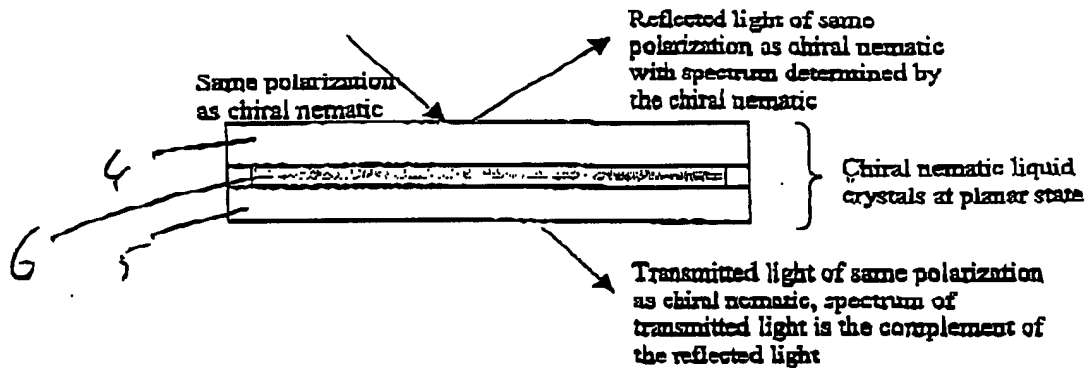 Reflected light of same
polarization as chiral nematic
with spectrum determined by
the chiral nematic
Same polarization
as chiral nematic
4
Chiral nematic liquid
crystals at planar state
6
5
Transmitted light of same polarization
as chiral nematic, spectrum of
transmitted light is the complement of
the reflected light